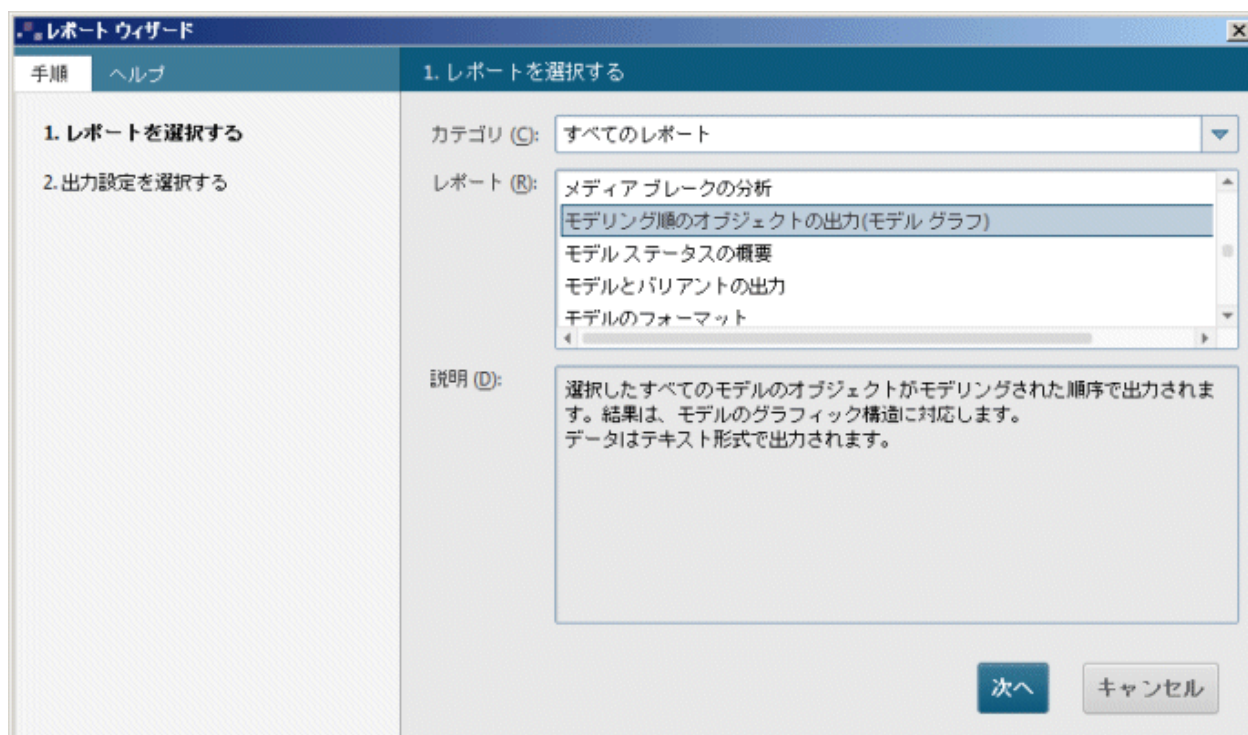 レポート ウィザード
手順
ヘルプ
1. レポートを選択する
2. 出力設定を選択する
1. レポートを選択する
カテゴリ (C):
すべてのレポート
レポート (R):
メディア ブレークの分析
モデリング順のオブジェクトの出力(モデル グラフ)
モデル ステータスの概要
モデルとバリアントの出力
モデルのフォーマット
説明 (D):
選択したすべてのモデルのオブジェクトがモデリングされた順序で出力されま
す。結果は、モデルのグラフィック構造に対応します。
データはテキスト形式で出力されます。
次へ
キャンセル